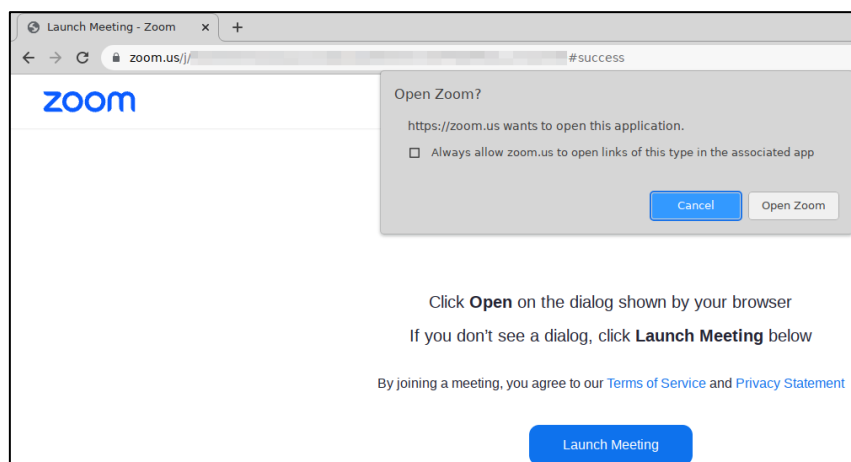 Launch Meeting - Zoom
zoom.us/j/ #success
zoom
Open Zoom?
https://zoom.us wants to open this application.
Always allow zoom.us to open links of this type in the associated app
Cancel Open Zoom
Click Open on the dialog shown by your browser
If you don't see a dialog, click Launch Meeting below
By joining a meeting, you agree to our Terms of Service and Privacy Statement
Launch Meeting